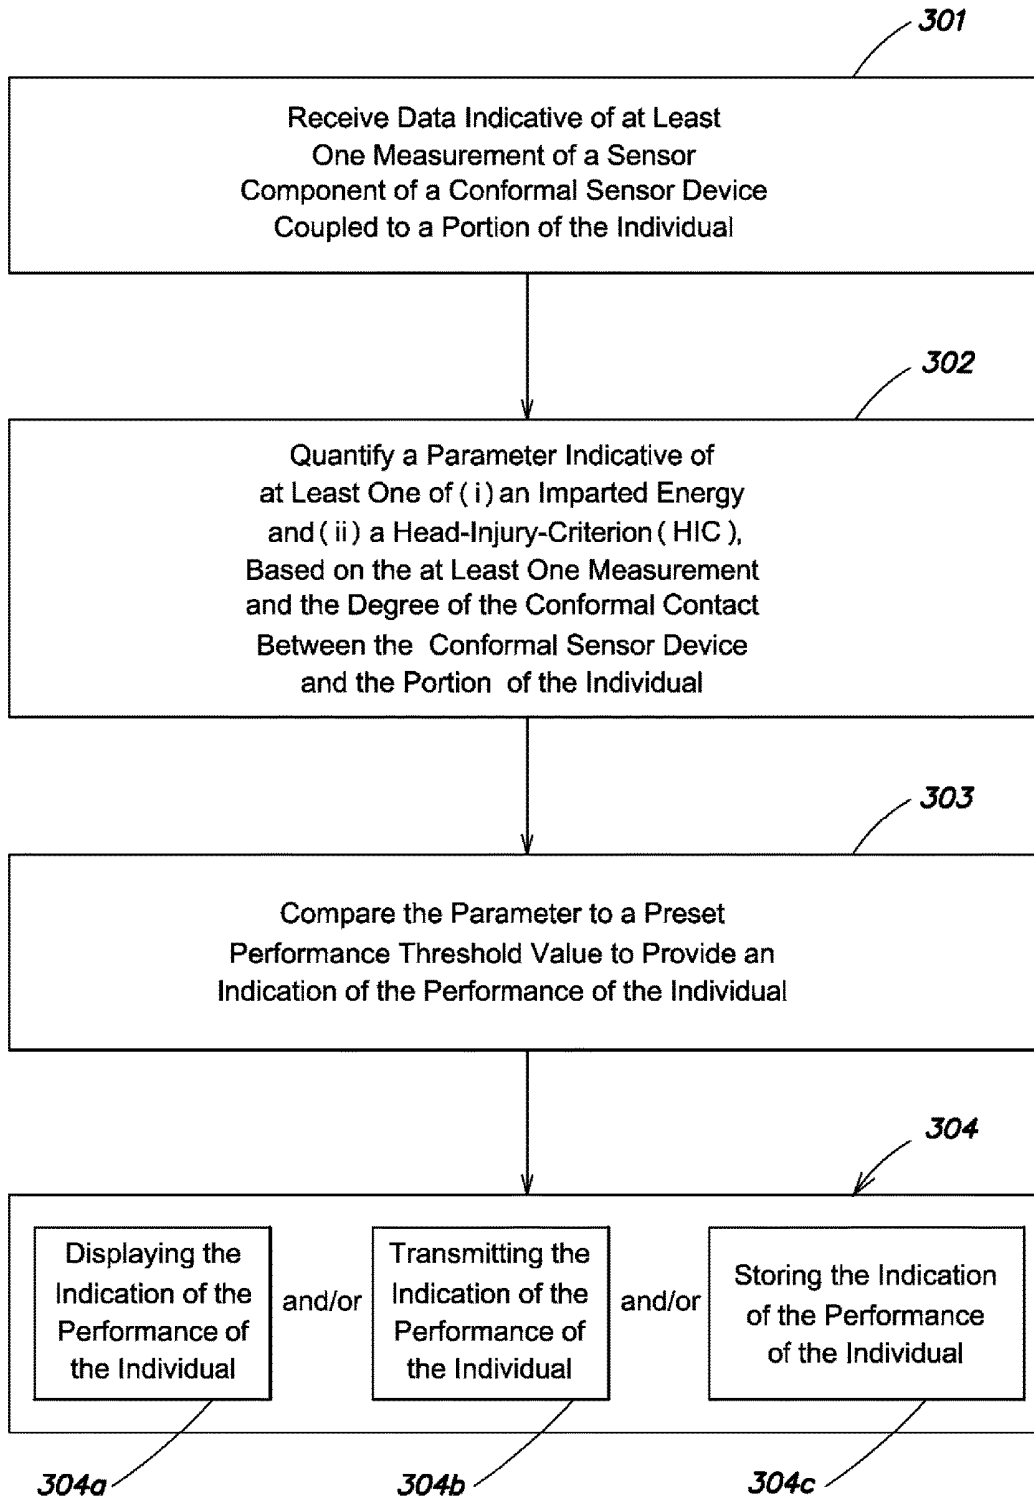 301
Receive Data Indicative of at Least
One Measurement of a Sensor
Component of a Conformal Sensor Device
Coupled to a Portion of the Individual
302
Quantify a Parameter Indicative of
at Least One of ( i ) an Imparted Energy
and ( ii ) a Head-Injury-Criterion ( HIC ),
Based on the at Least One Measurement
and the Degree of the Conformal Contact
Between the Conformal Sensor Device
and the Portion of the Individual
303
Compare the Parameter to a Preset
Performance Threshold Value to Provide an
Indication of the Performance of the Individual
304
Displaying the
Indication of the
Performance of
the Individual
and/or
Transmitting the
Indication of the
Performance of
the Individual
and/or
Storing the Indication
of the Performance
of the Individual
304a
304b
304c